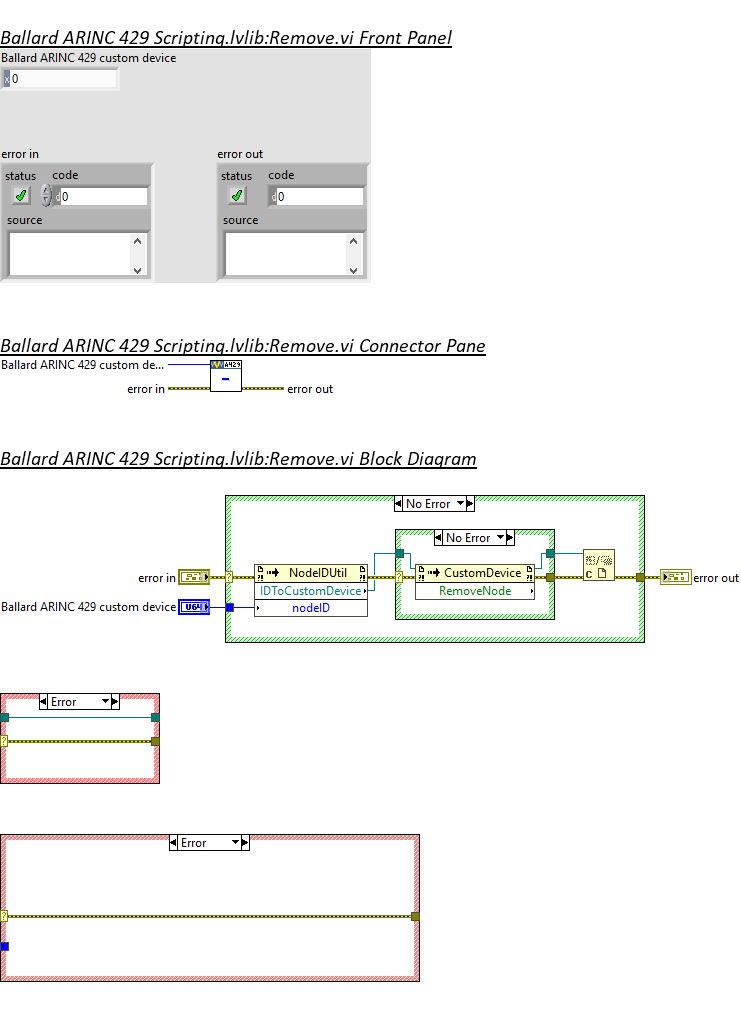 Ballard ARINC 429 Scripting.lvlib:Remove.vi Front Panel
Ballard ARINC 429 custom device
x 0
error in
error out
status code
status code
d 0
d 0
source
source
Ballard ARINC 429 Scripting.lvlib:Remove.vi Connector Pane
Ballard ARINC 429 custom de...
A429
error in
error out
Ballard ARINC 429 Scripting.lvlib:Remove.vi Block Diagram
No Error
No Error
error in
? NodeIDUtil
? CustomDevice
error out
IDToCustomDevice
RemoveNode
Ballard ARINC 429 custom device
U64
nodeID
Error
?
Error
?